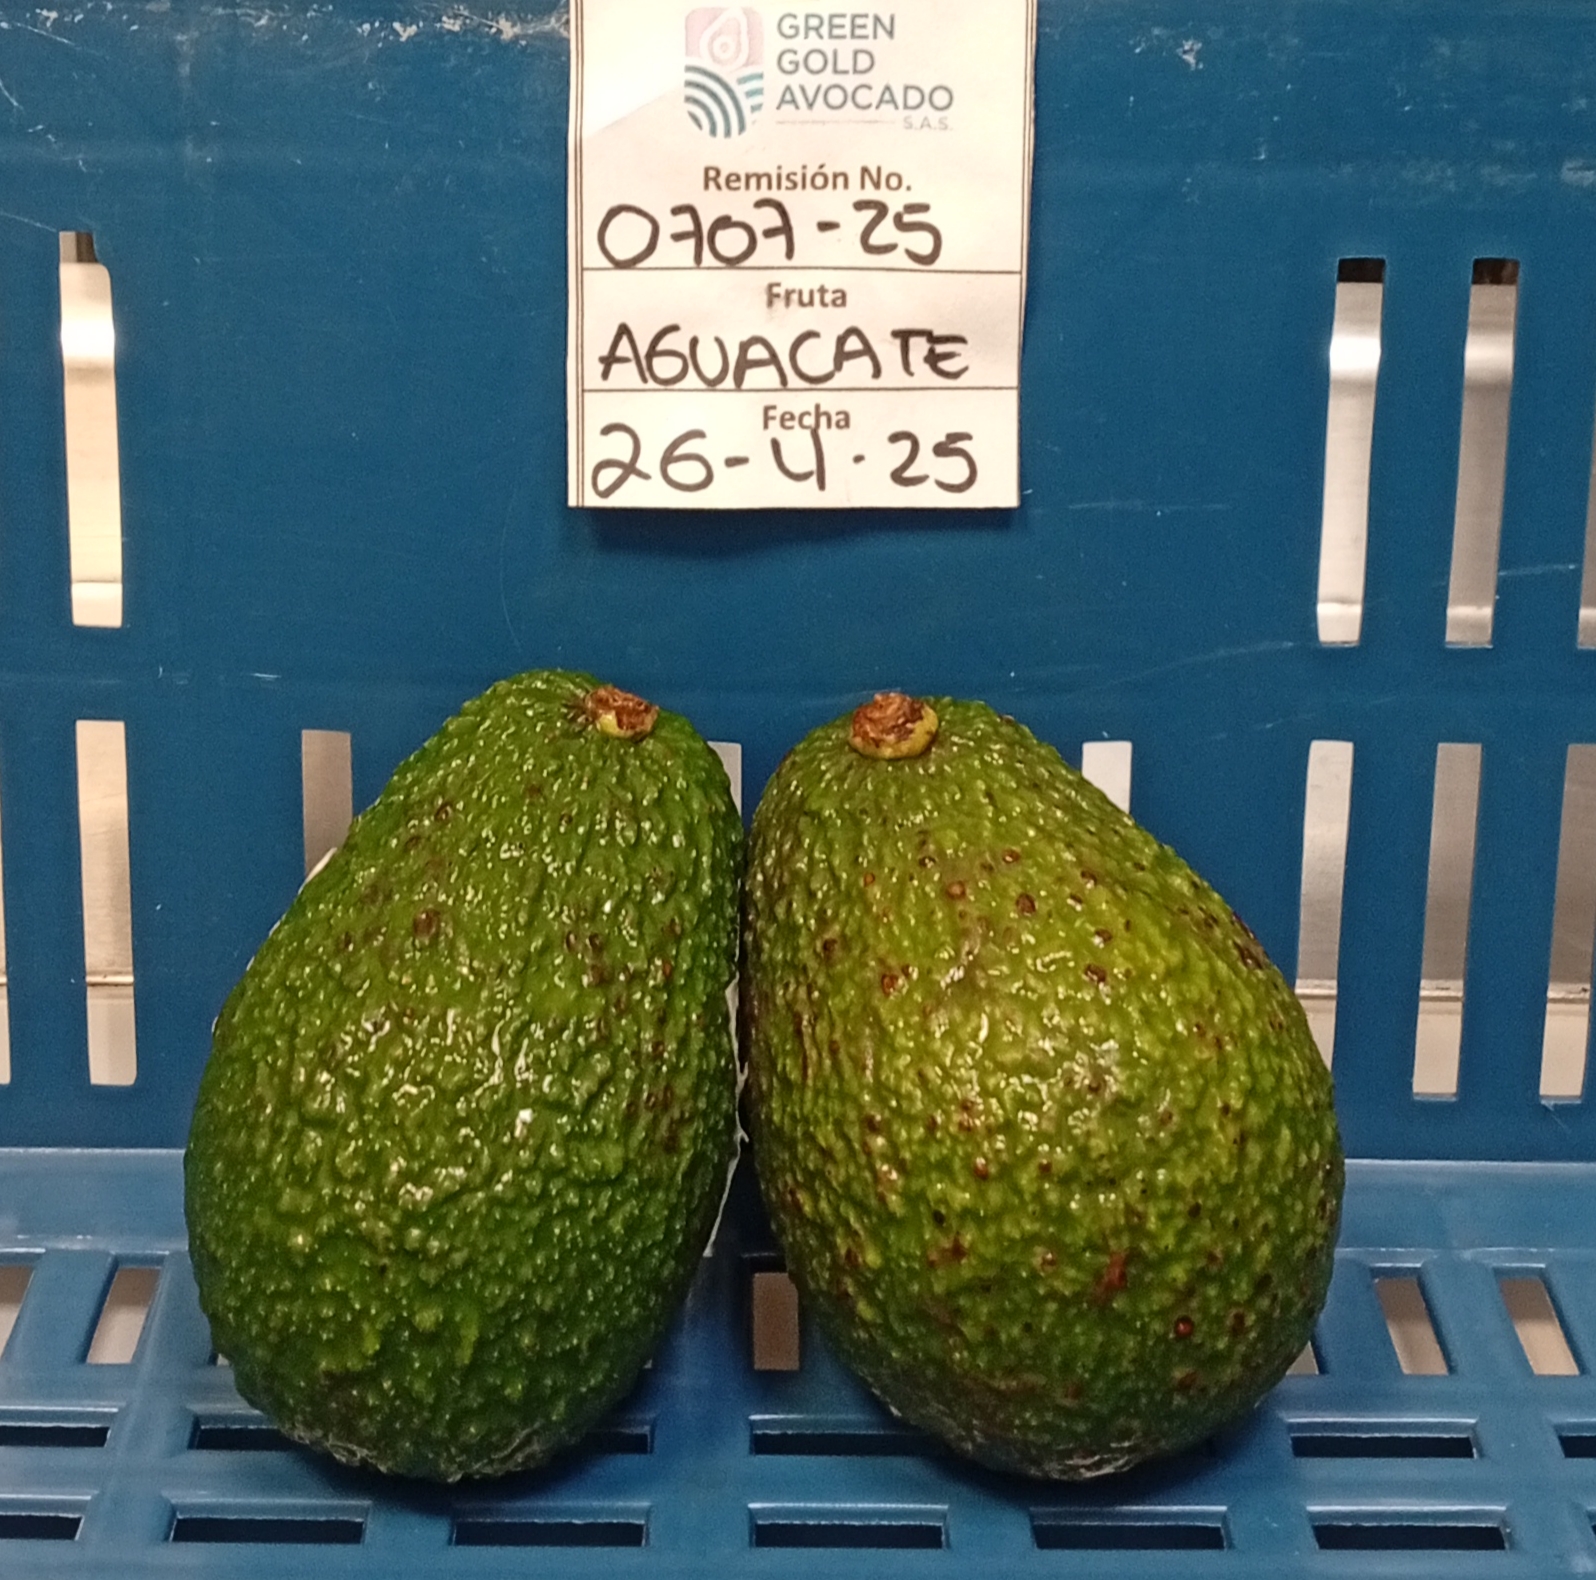 GREEN
GOLD
AVOCADO
S.A.S.
Remisión No.
0707-25
Fruta
AGUACATE
Fecha
26-4.25